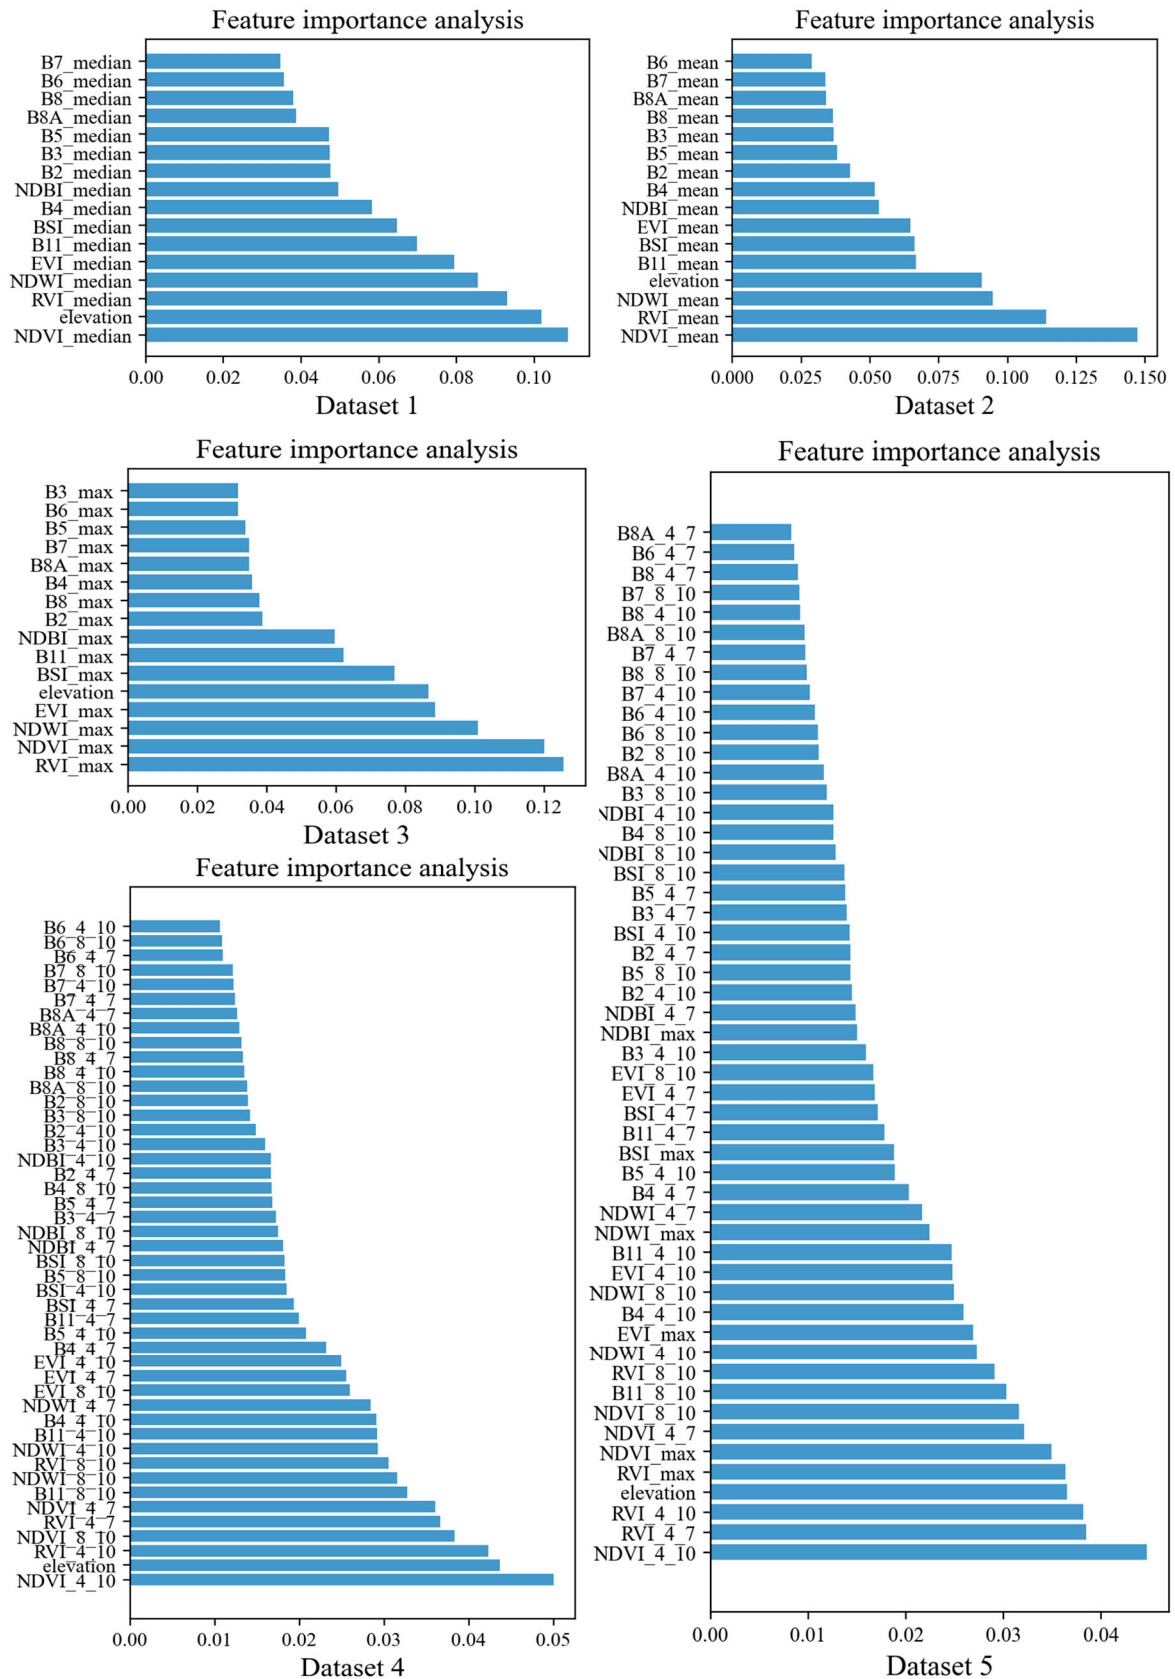 Feature importance analysis
B7_median
B6_median
B8_median
B8A_median
B5_median
B3_median
B2_median
NDBI_median
B4_median
BSI_median
B11_median
EVI_median
NDWI_median
RVI_median
elevation
NDVI_median
0.00 0.02 0.04 0.06 0.08 0.10
Dataset 1
Feature importance analysis
B6_mean
B7_mean
B8A_mean
B8_mean
B3_mean
B5_mean
B2_mean
B4_mean
NDBI_mean
EVI_mean
BSI_mean
B11_mean
elevation
NDWI_mean
RVI_mean
NDVI_mean
0.000 0.025 0.050 0.075 0.100 0.125 0.150
Dataset 2
Feature importance analysis
B3_max
B6_max
B5_max
B7_max
B8A_max
B4_max
B8_max
B2_max
NDBI_max
B11_max
BSI_max
elevation
EVI_max
NDWI_max
NDVI_max
RVI_max
0.00 0.02 0.04 0.06 0.08 0.10 0.12
Dataset 3
Feature importance analysis
B6_4_10
B6_8_10
B6_4_7
B7_8_10
B7_4_10
B7_4_7
B8A_4_7
B8A_4_10
B8_8_10
B8_4_7
B8_4_10
B8A_8_10
B2_8_10
B3_8_10
B2_4_10
B3_4_10
NDBI_4_10
B2_4_7
B4_8_10
B5_4_7
B3_4_7
NDBI_8_10
NDBI_4_7
BSI_8_10
B5_8_10
BSI_4_10
BSI_4_7
B11_4_7
B5_4_10
B4_4_7
EVI_4_10
EVI_4_7
EVI_8_10
NDWI_4_7
B4_4_10
B11_4_10
NDWI_4_10
RVI_8_10
NDWI_8_10
B11_8_10
NDVI_4_7
RVI_4_7
NDVI_8_10
RVI_4_10
elevation
NDVI_4_10
0.00 0.01 0.02 0.03 0.04 0.05
Dataset 4
Feature importance analysis
B8A_4_7
B6_4_7
B8_4_7
B7_8_10
B8_4_10
B8A_8_10
B7_4_7
B8_8_10
B7_4_10
B6_4_10
B6_8_10
B2_8_10
B8A_4_10
B3_8_10
NDBI_4_10
B4_8_10
NDBI_8_10
BSI_8_10
B5_4_7
B3_4_7
BSI_4_10
B2_4_7
B5_8_10
B2_4_10
NDBI_4_7
NDBI_max
B3_4_10
EVI_8_10
EVI_4_7
BSI_4_7
B11_4_7
BSI_max
B5_4_10
B4_4_7
NDWI_4_7
NDWI_max
B11_4_10
EVI_4_10
NDWI_8_10
B4_4_10
EVI_max
NDWI_4_10
RVI_8_10
B11_8_10
NDVI_8_10
NDVI_4_7
NDVI_max
RVI_max
elevation
RVI_4_10
RVI_4_7
NDVI_4_10
0.00 0.01 0.02 0.03 0.04
Dataset 5